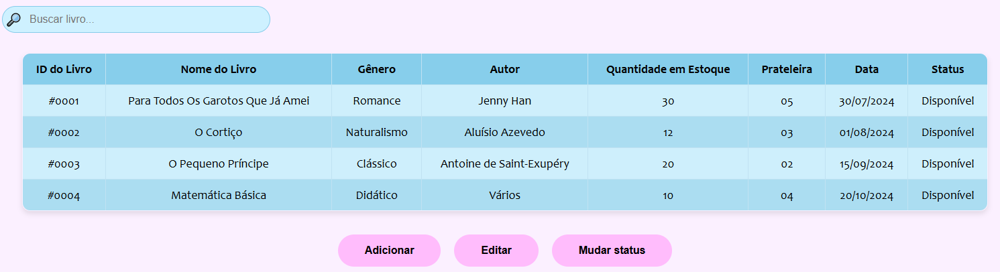 Buscar livro...
ID do Livro Nome do Livro Gênero Autor Quantidade em Estoque Prateleira Data Status
#0001 Para Todos Os Garotos Que Já Amei Romance Jenny Han 30 05 30/07/2024 Disponível
#0002 O Cortiço Naturalismo Aluísio Azevedo 12 03 01/08/2024 Disponível
#0003 O Pequeno Príncipe Clássico Antoine de Saint-Exupéry 20 02 15/09/2024 Disponível
#0004 Matemática Básica Didático Vários 10 04 20/10/2024 Disponível
Adicionar Editar Mudar status